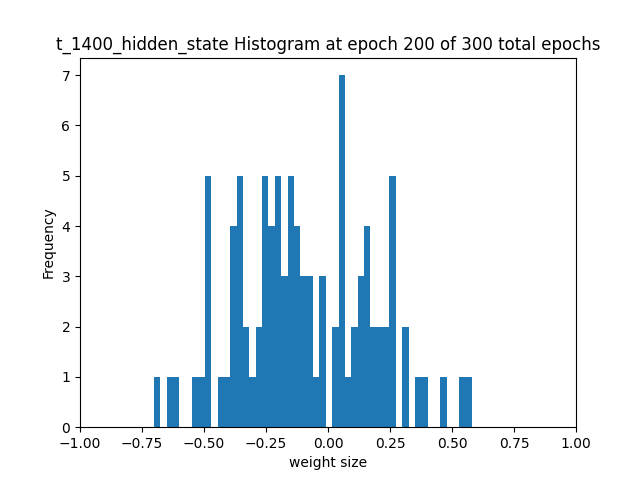 t_1400_hidden_state Histogram at epoch 200 of 300 total epochs
7
6
5
4
3
2
1
0
Frequency
−1.00 −0.75 −0.50 −0.25 0.00 0.25 0.50 0.75 1.00
weight size